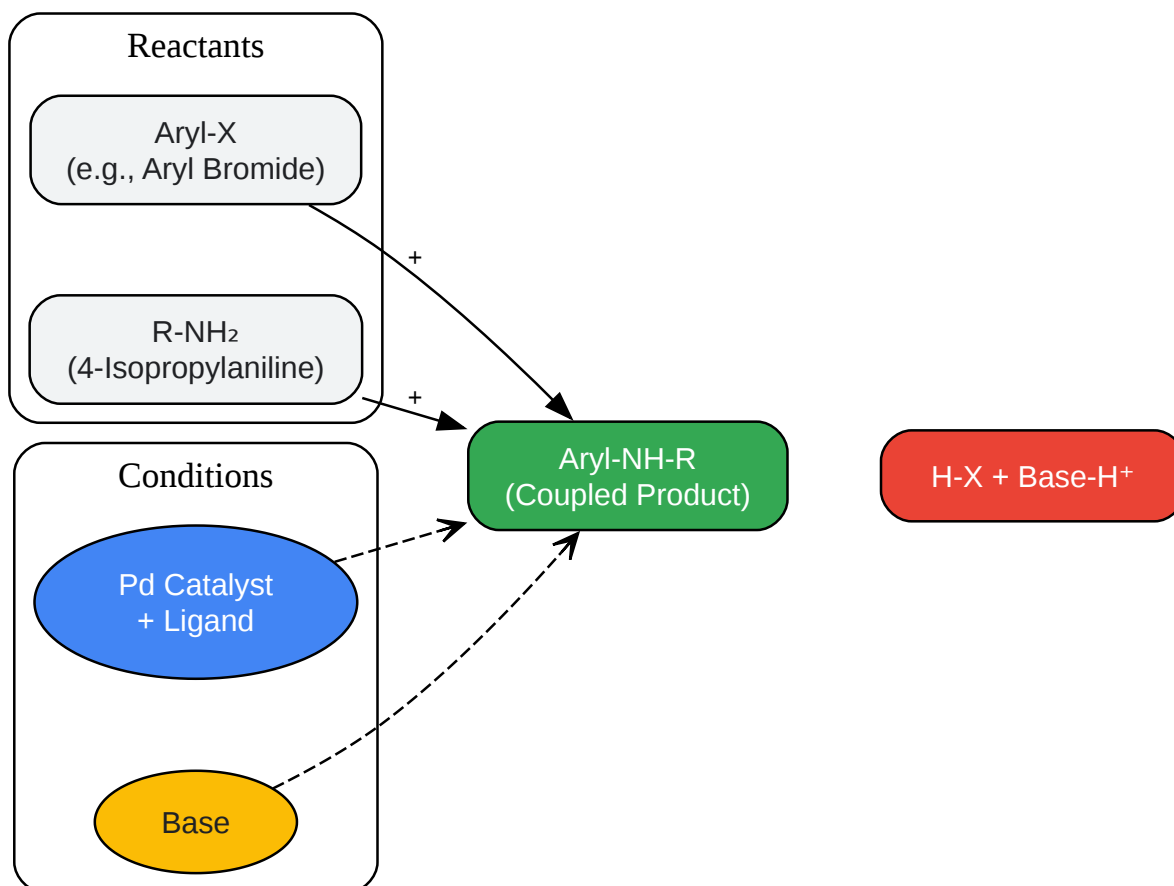 Reactants
Aryl-X
(e.g., Aryl Bromide)
+
R-NH₂
(4-Isopropylaniline)
+
Conditions
Aryl-NH-R
(Coupled Product)
H-X + Base-H⁺
Pd Catalyst
+ Ligand
Base